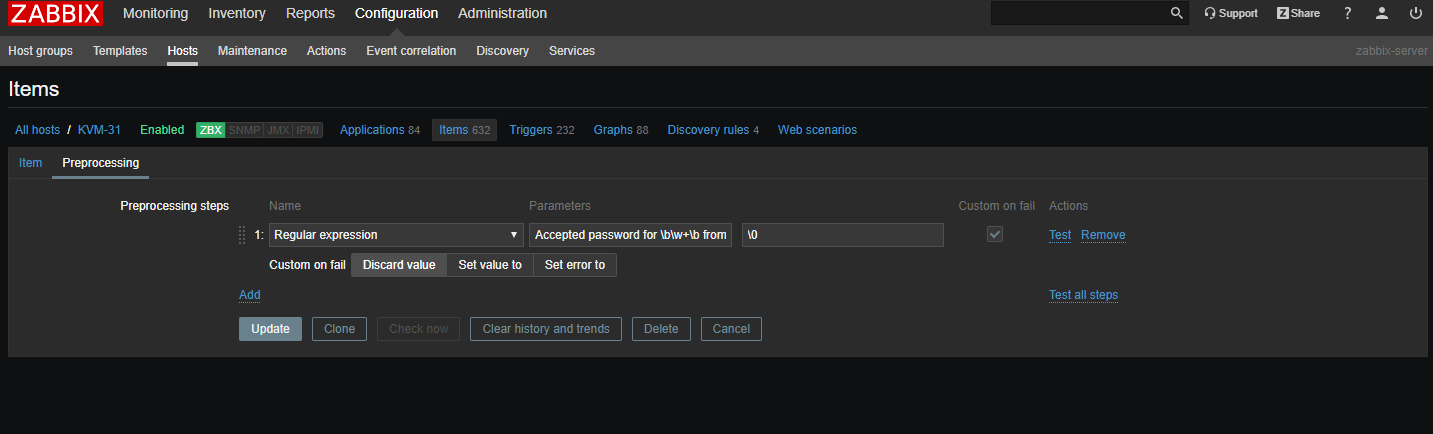 ZABBIX Monitoring Inventory Reports Configuration Administration Support Z Share ?
Host groups Templates Hosts Maintenance Actions Event correlation Discovery Services zabbix-server
Items
All hosts / KVM-31 Enabled ZBX SNMP JMX IPMI Applications 84 Items 632 Triggers 232 Graphs 88 Discovery rules 4 Web scenarios
Item Preprocessing
Preprocessing steps Name Parameters Custom on fail Actions
1: Regular expression Accepted password for \b\w+\b from \0 Test Remove
Custom on fail Discard value Set value to Set error to
Add Test all steps
Update Clone Check now Clear history and trends Delete Cancel